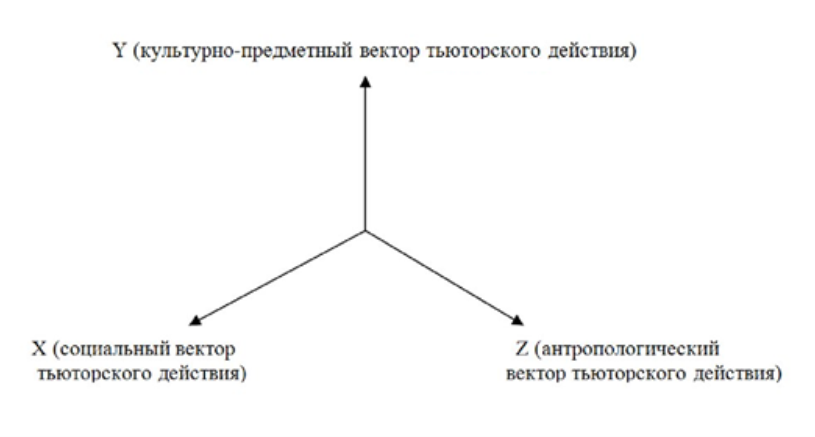 Y (культурно-предметный вектор тьюторского действия)
X (социальный вектор
тьюторского действия)
Z (антропологический
вектор тьюторского действия)